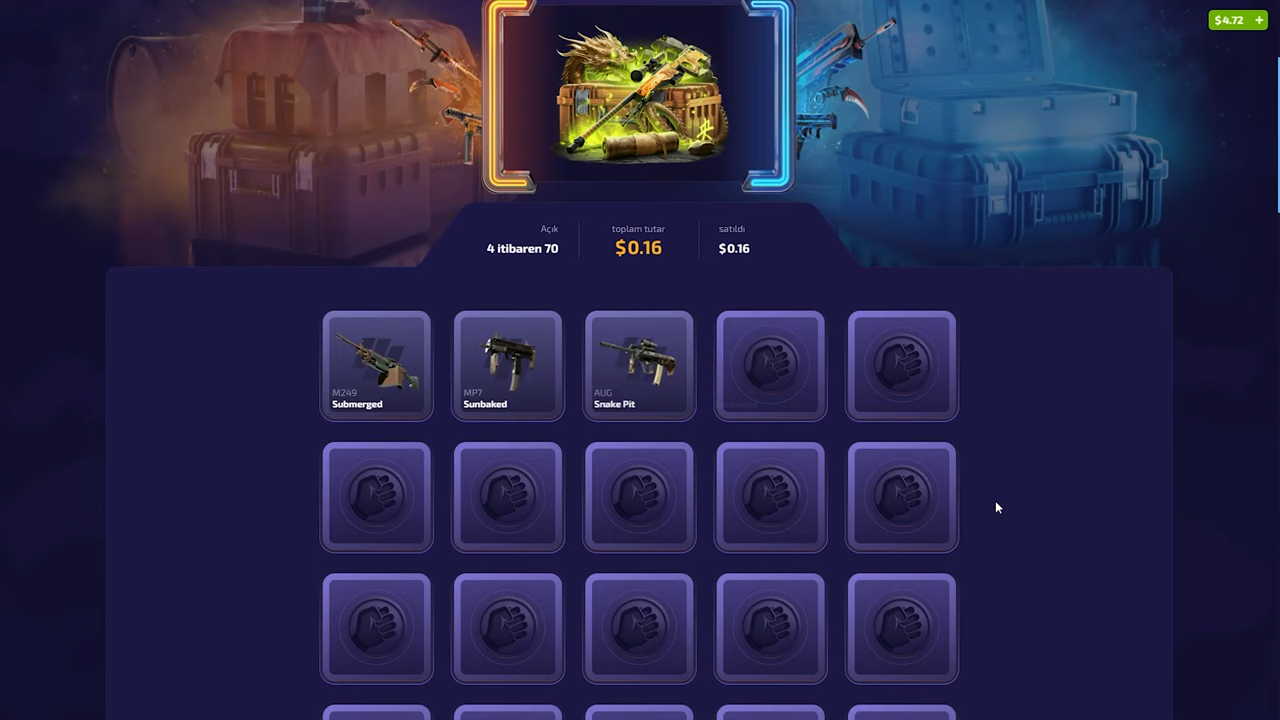 $4.72 +
Açık
4 itibaren 70
toplam tutar
$0.16
satıldı
$0.16
M249
Submerged
MP7
Sunbaked
AUG
Snake Pit